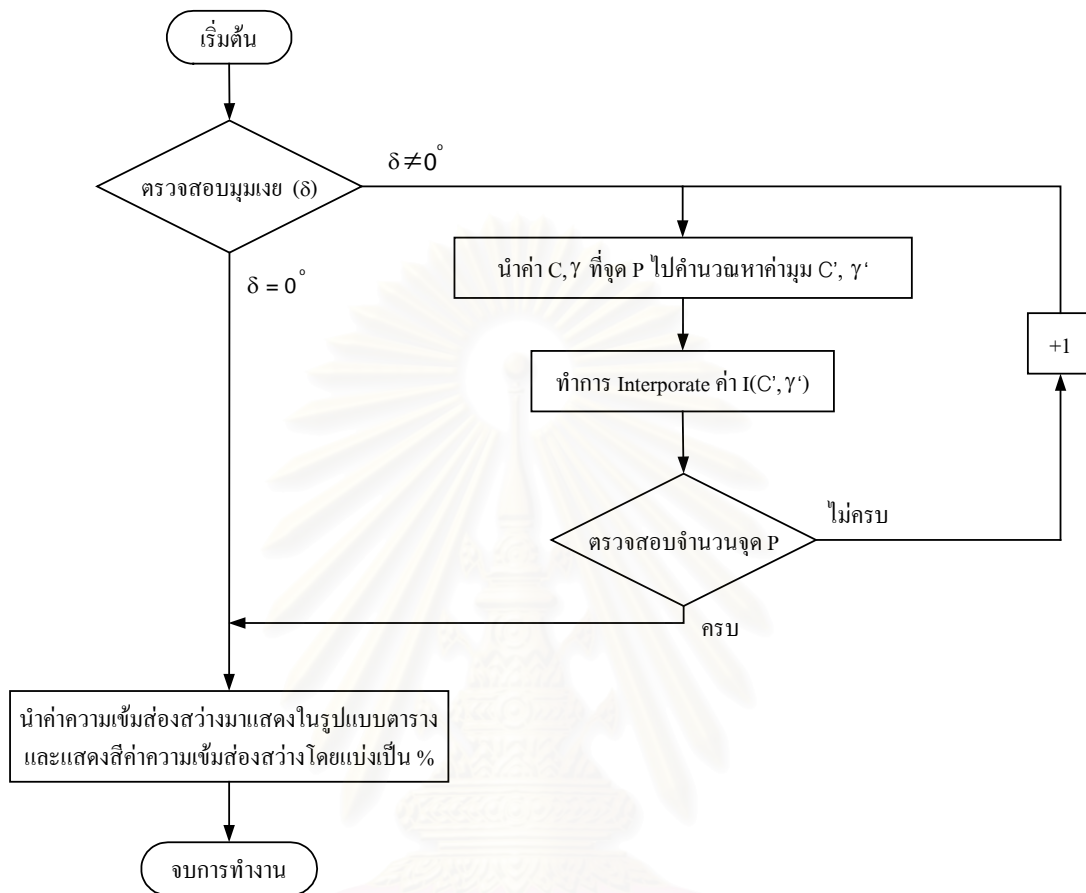 เริ่มต้น
ตรวจสอบมุมเงย (δ)
δ≠0°
δ = 0°
นำค่า C,γ ที่จุด P ไปคำนวณหาค่ามุม C', γ‘
+1
ทำการ Interporate ค่า I(C',γ‘)
ตรวจสอบจำนวนจุด P
ไม่ครบ
ครบ
นำค่าความเข้มส่องสว่างมาแสดงในรูปแบบตาราง
และแสดงสีค่าความเข้มส่องสว่างโดยแบ่งเป็น %
จบการทำงาน